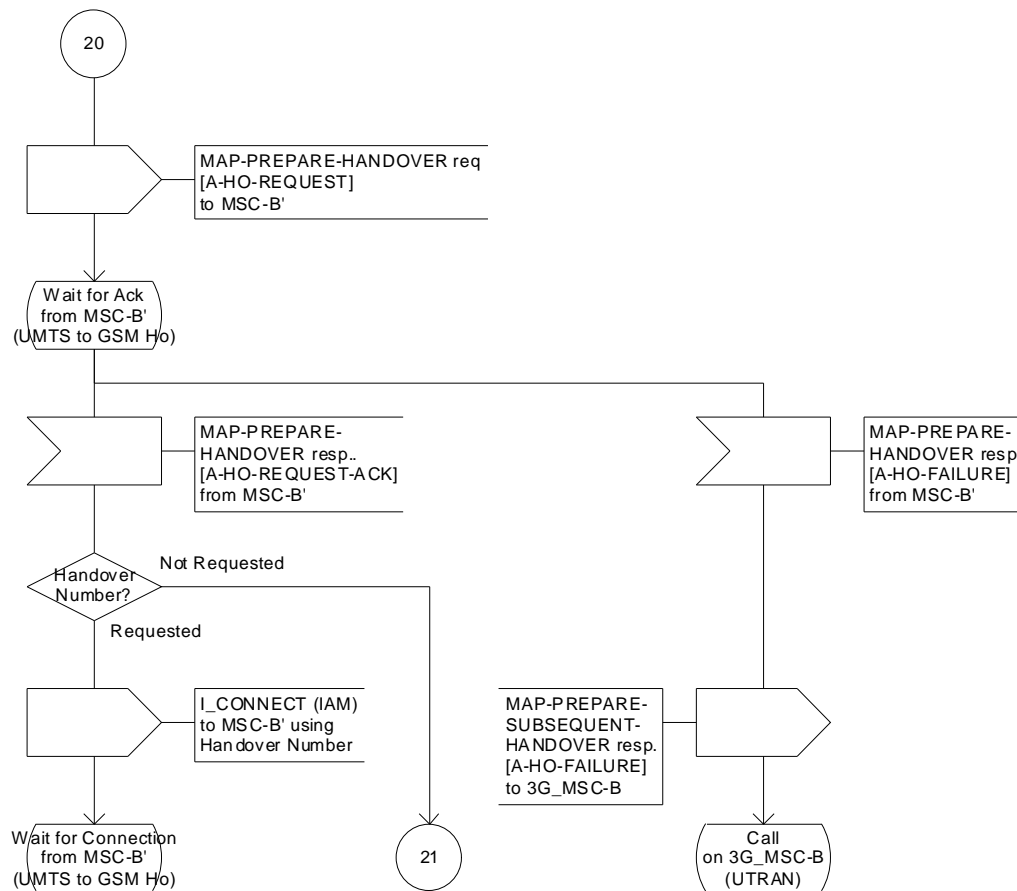 20
MAP-PREPARE-HANDOVER req
[A-HO-REQUEST]
to MSC-B'
Wait for Ack
from MSC-B'
(UMTS to GSM Ho)
MAP-PREPARE-
HANDOVER resp..
[A-HO-REQUEST-ACK]
from MSC-B'
MAP-PREPARE-
HANDOVER resp
[A-HO-FAILURE]
from MSC-B'
Handover
Number?
Not Requested
Requested
I_CONNECT (IAM)
to MSC-B' using
Handover Number
MAP-PREPARE-
SUBSEQUENT-
HANDOVER resp.
[A-HO-FAILURE]
to 3G_MSC-B
Wait for Connection
from MSC-B'
(UMTS to GSM Ho)
21
Call
on 3G_MSC-B
(UTRAN)